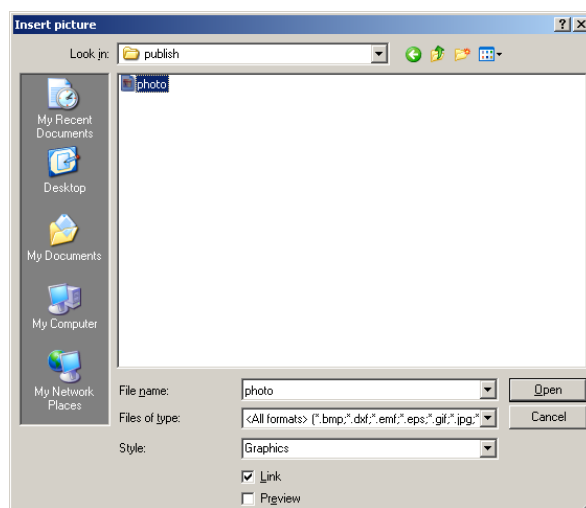 Insert picture
Look in: publish
photo
My Recent
Documents
Desktop
My Documents
My Computer
My Network
Places
File name: photo Open
Files of type: <All formats> (*.bmp;*.dxf;*.emf;*.eps;*.gif;*.jpg;* Cancel
Style: Graphics
Link
Preview